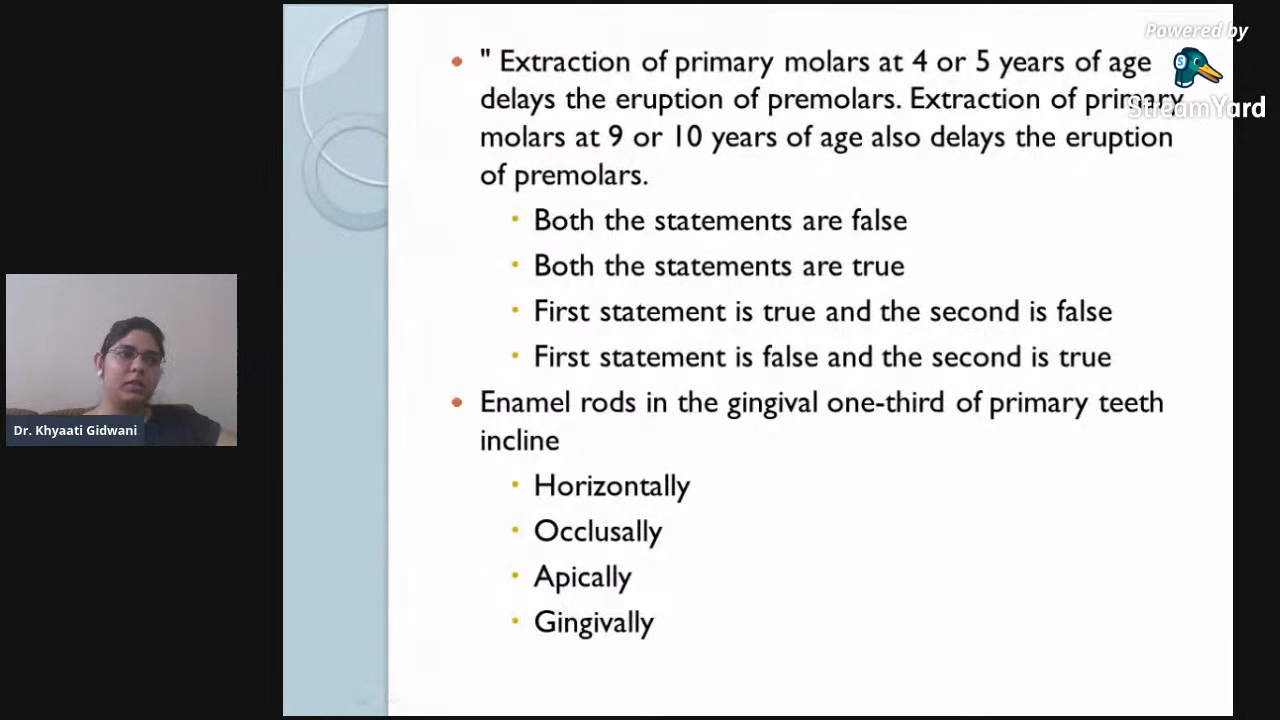 Powered by
StreamYard
" Extraction of primary molars at 4 or 5 years of age
delays the eruption of premolars. Extraction of primary
molars at 9 or 10 years of age also delays the eruption
of premolars.
Both the statements are false
Both the statements are true
First statement is true and the second is false
First statement is false and the second is true
Enamel rods in the gingival one-third of primary teeth
incline
Horizontally
Occlusally
Apically
Gingivally
Dr. Khyaati Gidwani